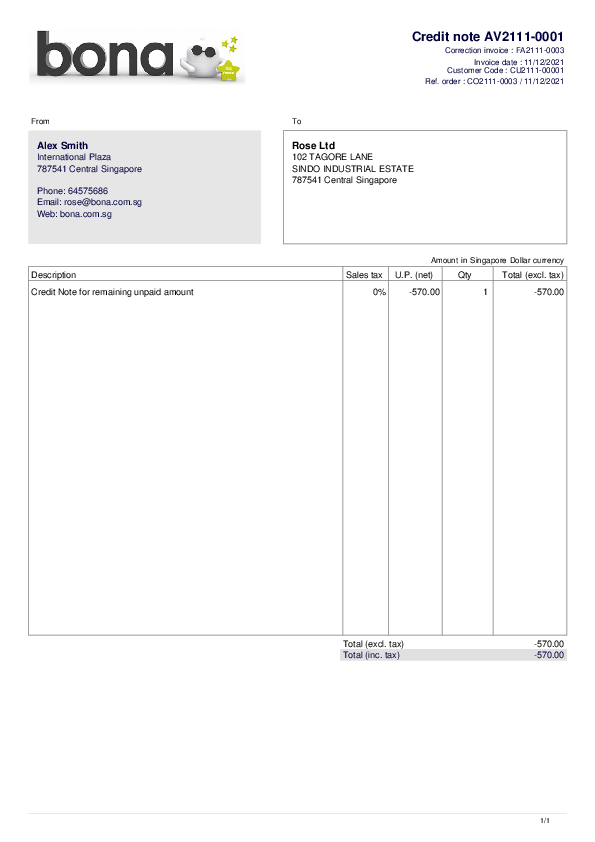 bona
Credit note AV2111-0001
Correction invoice : FA2111-0003
Invoice date : 11/12/2021
Customer Code : CU2111-00001
Ref. order : CO2111-0003 / 11/12/2021
From
To
Alex Smith
International Plaza
787541 Central Singapore
Phone: 64575686
Email: rose@bona.com.sg
Web: bona.com.sg
Rose Ltd
102 TAGORE LANE
SINDO INDUSTRIAL ESTATE
787541 Central Singapore
Amount in Singapore Dollar currency
Description Sales tax U.P. (net) Qty Total (excl. tax)
Credit Note for remaining unpaid amount 0% -570.00 1 -570.00
Total (excl. tax) -570.00
Total (inc. tax) -570.00
1/1